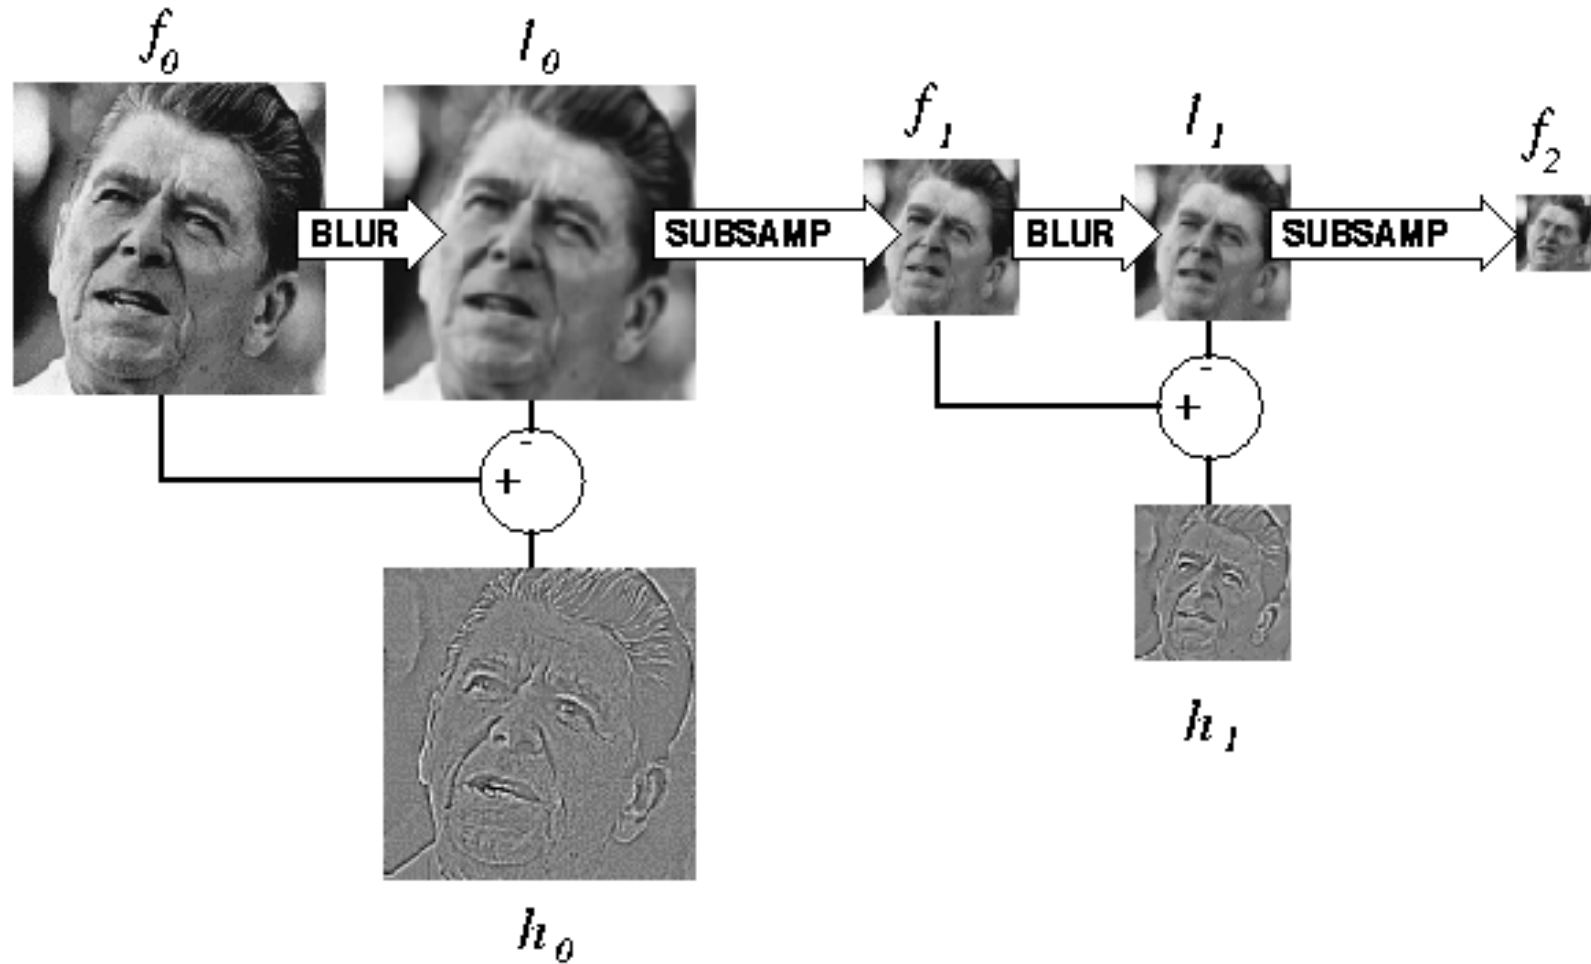 f₀
l₀
f₁
l₁
f₂
BLUR
SUBSAMP
BLUR
SUBSAMP
-
+
-
+
h₁
h₀